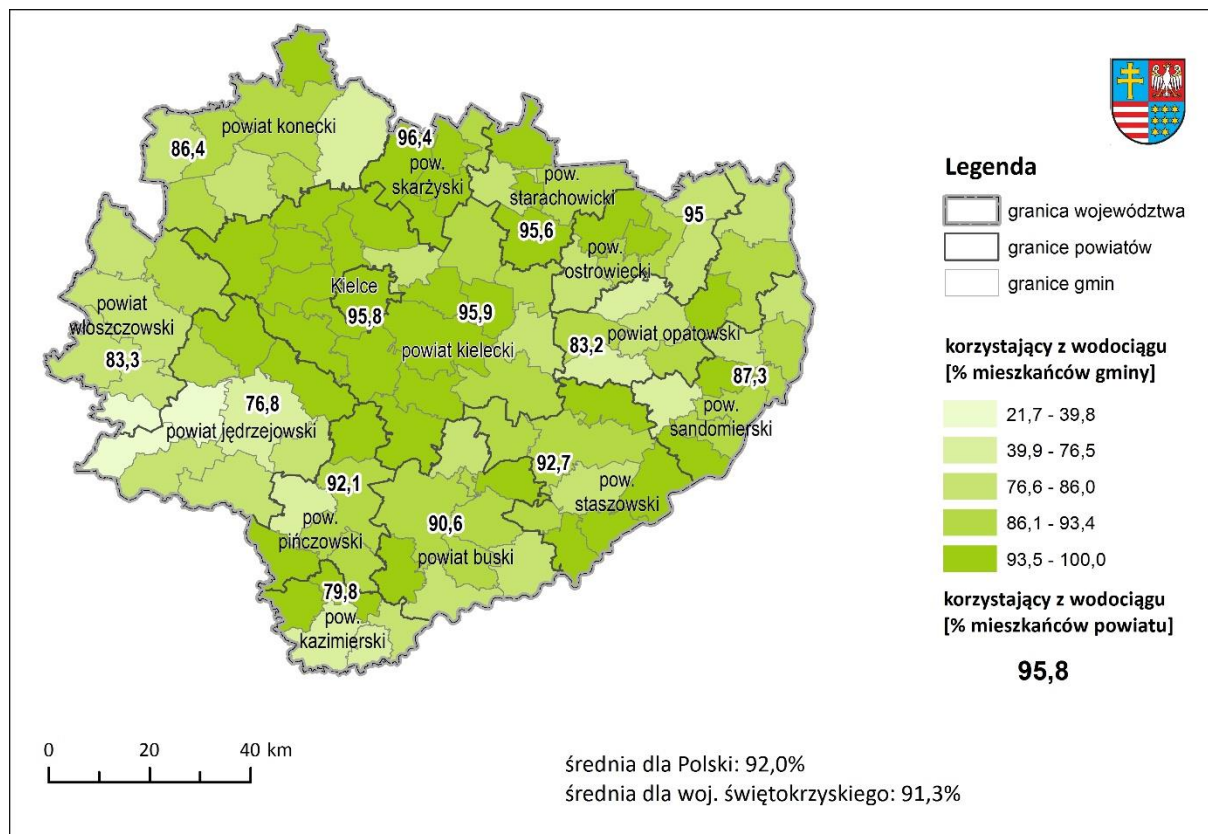 powiat konecki
86,4
96,4
pow.
skarżyski
pow.
starachowicki
95
95,6
pow.
ostrowiecki
Kielce
95,8
95,9
powiat kielecki
powiat
włoszczowski
83,3
83,2
powiat opatowski
87,3
pow.
sandomierski
76,8
powiat jędrzejowski
92,1
pow.
pińczowski
92,7
pow.
staszowski
90,6
powiat buski
79,8
pow.
kazimierski
Legenda
granica województwa
granice powiatów
granice gmin
korzystający z wodociągu
[% mieszkańców gminy]
21,7 - 39,8
39,9 - 76,5
76,6 - 86,0
86,1 - 93,4
93,5 - 100,0
korzystający z wodociągu
[% mieszkańców powiatu]
95,8
0 20 40 km
średnia dla Polski: 92,0%
średnia dla woj. świętokrzyskiego: 91,3%